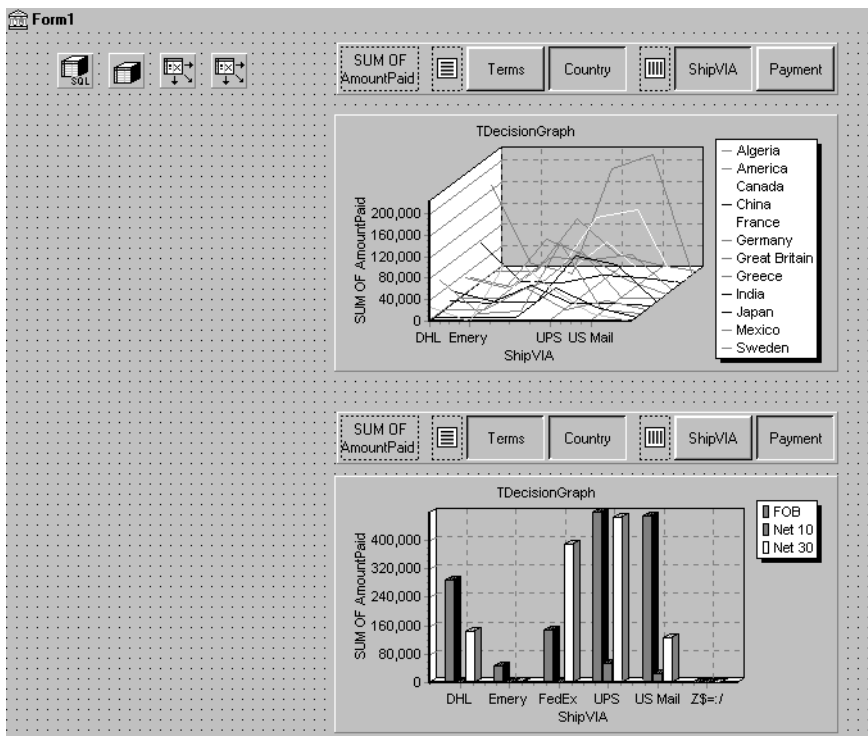 Form1
SQL
SUM OF
AmountPaid
Terms
Country
ShipVIA
Payment
TDecisionGraph
SUM OF AmountPaid
200,000
160,000
120,000
80,000
40,000
0
DHL Emery UPS US Mail
ShipVIA
Algeria
America
Canada
China
France
Germany
Great Britain
Greece
India
Japan
Mexico
Sweden
SUM OF
AmountPaid
Terms
Country
ShipVIA
Payment
TDecisionGraph
SUM OF AmountPaid
400,000
320,000
240,000
160,000
80,000
0
DHL Emery FedEx UPS US Mail Z$=:/
ShipVIA
FOB
Net 10
Net 30